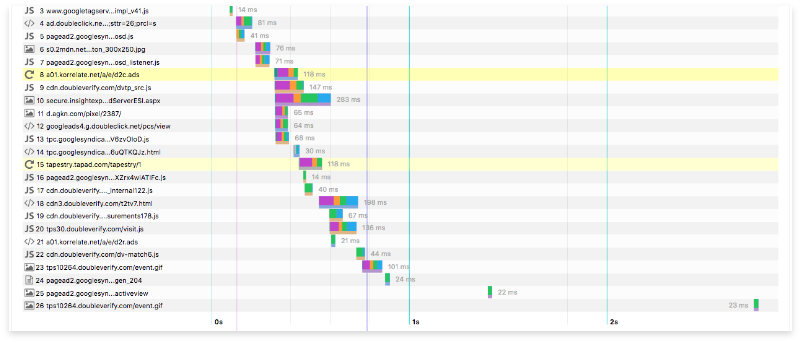 JS 3 www.googletagserv..._impl_v41.js 14 ms
</> 4 ad.doubleclick.ne...;sttr=26;prcl=s 81 ms
JS 5 pagead2.googlesyn...osd.js 41 ms
6 s0.2mdn.net...ton_300x250.jpg 76 ms
JS 7 pagead2.googlesyn...osd_listener.js 71 ms
8 a01.korrelate.net/a/e/d2c.ads 118 ms
JS 9 cdn.doubleverify.com/dvtp_src.js 147 ms
10 secure.insightexp...dServerESI.aspx 283 ms
11 d.agkn.com/pixel/2387/ 65 ms
</> 12 googleads4.g.doubleclick.net/pcs/view 64 ms
JS 13 tpc.googlesyndica...V6zvOIoD.js 68 ms
</> 14 tpc.googlesyndica...6uQTKQJz.html 30 ms
15 tapestry.tapad.com/tapestry/1 118 ms
JS 16 pagead2.googlesyn...XZrx4wIATIFc.js 14 ms
JS 17 cdn.doubleverify...._internal122.js 40 ms
</> 18 cdn3.doubleverify.com/t2tv7.html 198 ms
JS 19 cdn.doubleverify....surements178.js 67 ms
JS 20 tps30.doubleverify.com/visit.js 136 ms
</> 21 a01.korrelate.net/a/e/d2r.ads 21 ms
JS 22 cdn.doubleverify.com/dv-match6.js 44 ms
23 tps10264.doubleverify.com/event.gif 101 ms
24 pagead2.googlesyn...gen_204 24 ms
25 pagead2.googlesyn...activeview 22 ms
26 tps10264.doubleverify.com/event.gif 23 ms
0s 1s 2s